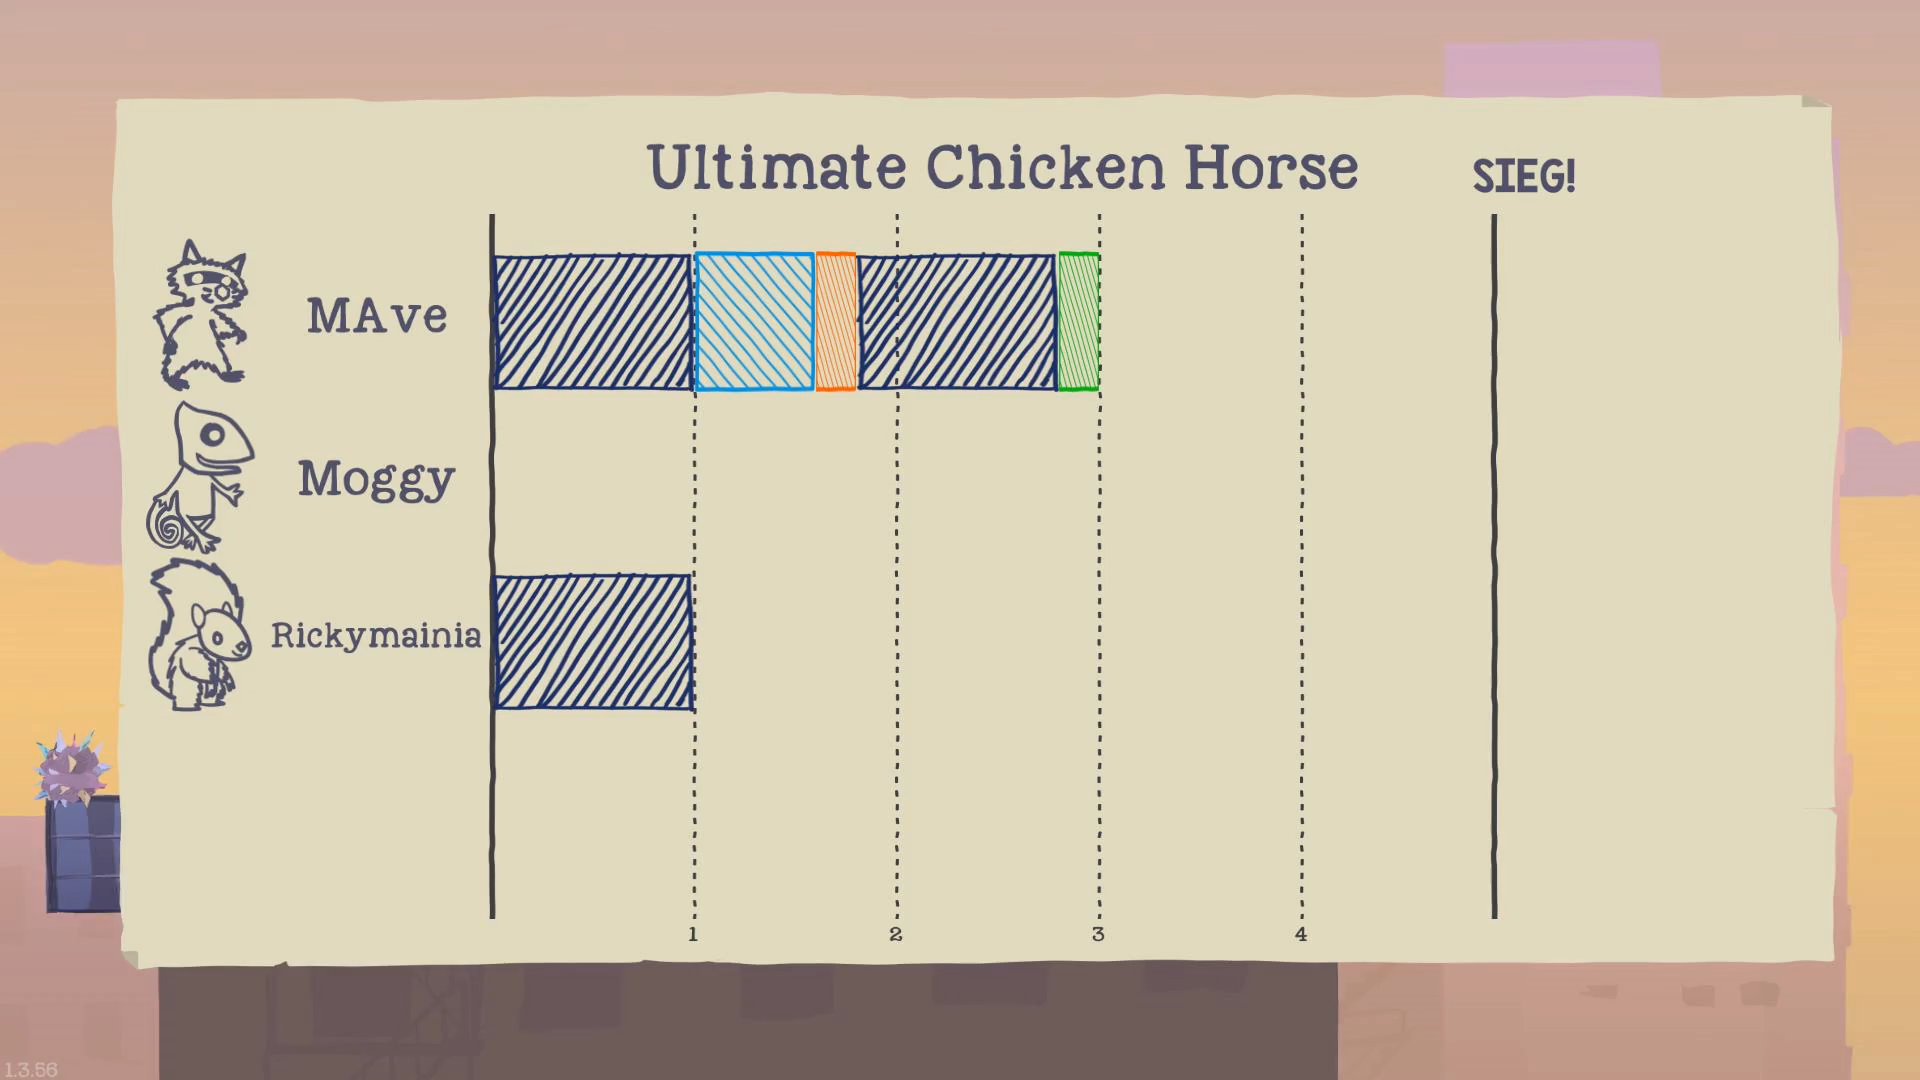 Ultimate Chicken Horse
SIEG!
MAve
Moggy
Rickymainia
1 2 3 4
1.3.56